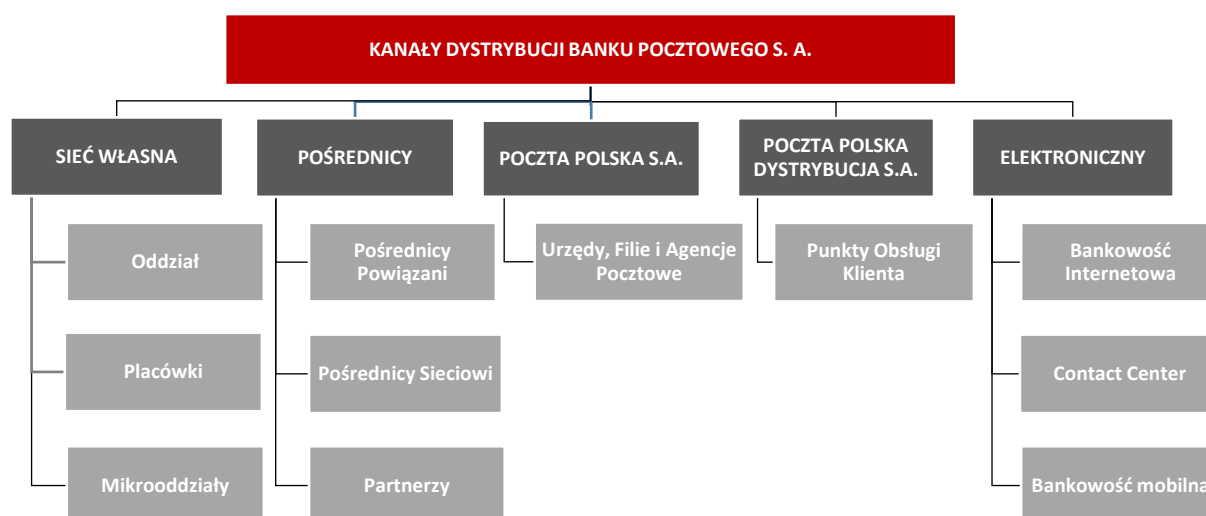 KANAŁY DYSTRYBUCJI BANKU POCZTOWEGO S. A.
SIEĆ WŁASNA
POŚREDNICY
POCZTA POLSKA S.A.
POCZTA POLSKA
DYSTRYBUCJA S.A.
ELEKTRONICZNY
Oddział
Pośrednicy
Powiązani
Urzędy, Filie i Agencje
Pocztowe
Punkty Obsługi
Klienta
Bankowość
Internetowa
Placówki
Pośrednicy Sieciowi
Contact Center
Mikrooddziały
Partnerzy
Bankowość mobilna